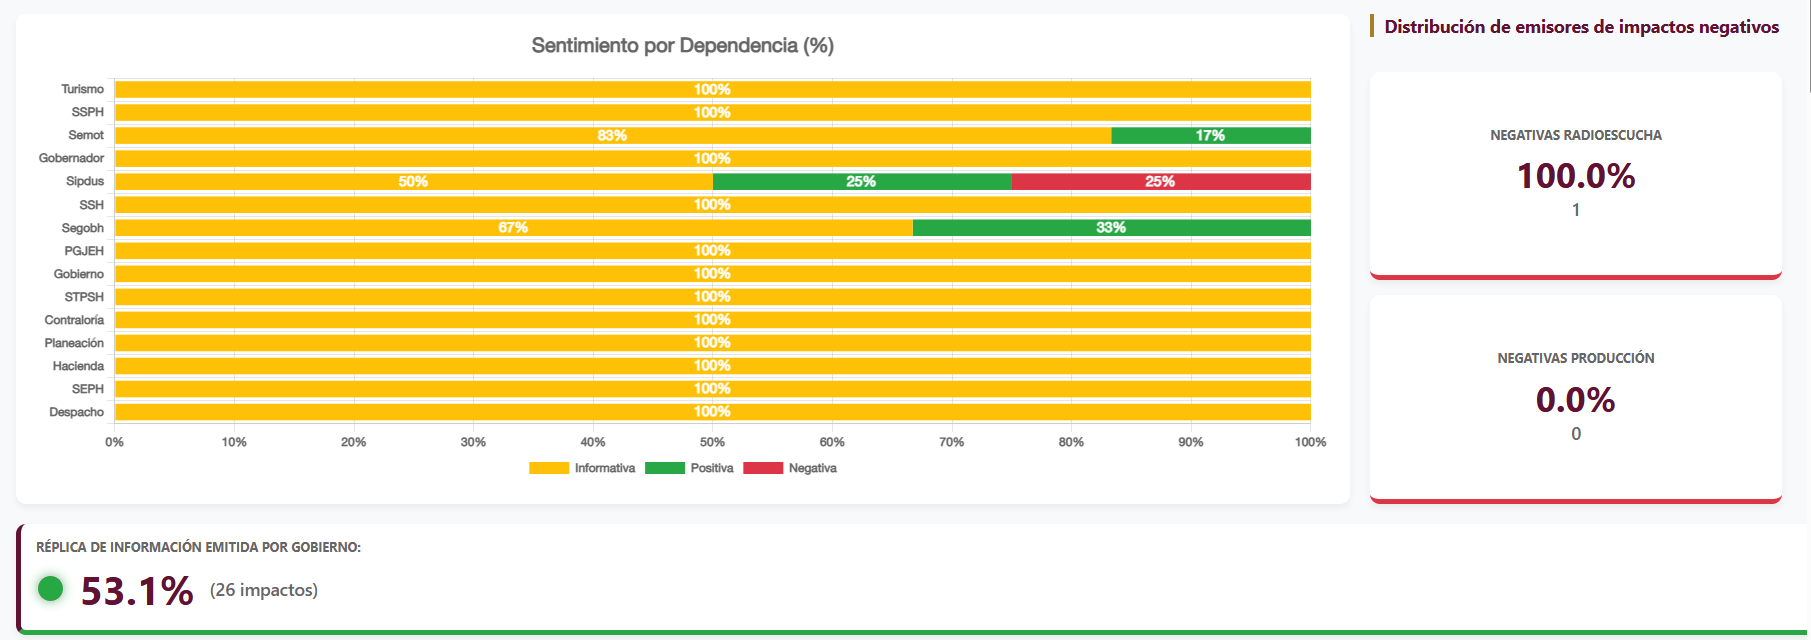 Sentimiento por Dependencia (%)
Turismo 100%
SSPH 100%
Semot 83% 17%
Gobernador 100%
Sipdus 50% 25% 25%
SSH 100%
Segobh 67% 33%
PGJEH 100%
Gobierno 100%
STPSH 100%
Contraloría 100%
Planeación 100%
Hacienda 100%
SEPH 100%
Despacho 100%
0% 10% 20% 30% 40% 50% 60% 70% 80% 90% 100%
Informativa Positiva Negativa
Distribución de emisores de impactos negativos
NEGATIVAS RADIOESCUCHA
100.0%
1
NEGATIVAS PRODUCCIÓN
0.0%
0
RÉPLICA DE INFORMACIÓN EMITIDA POR GOBIERNO:
53.1% (26 impactos)